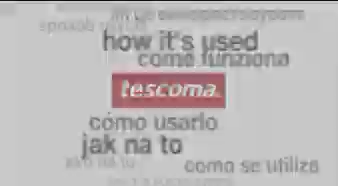 how it's used
come funziona
tescoma.
cómo usarlo
jak na to
como se utiliza